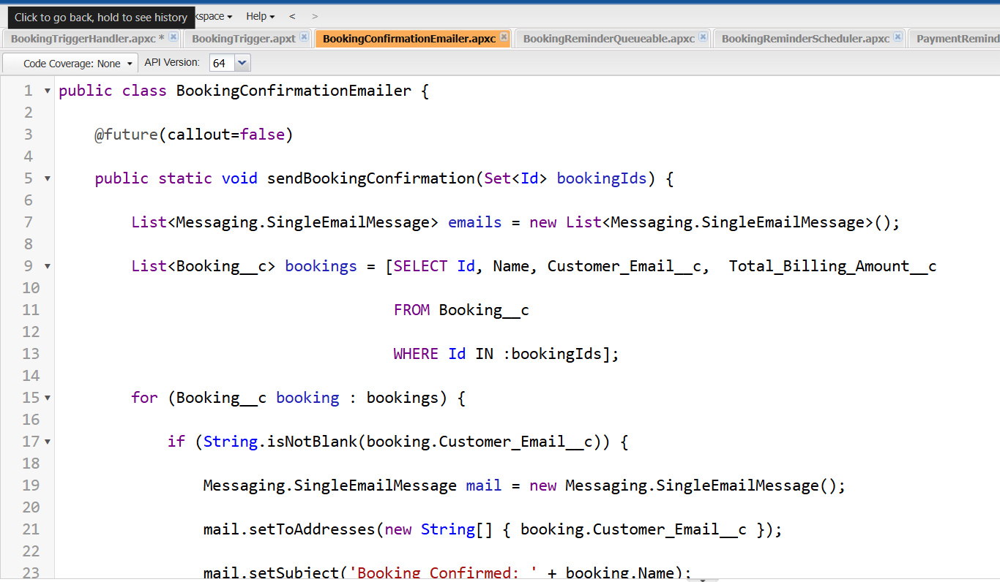 Click to go back, hold to see history kspace Help < >
BookingTriggerHandler.apxc * BookingTrigger.apxt BookingConfirmationEmailer.apxc BookingReminderQueueable.apxc BookingReminderScheduler.apxc PaymentRemind
Code Coverage: None API Version: 64
1 public class BookingConfirmationEmailer {
2
3 @future(callout=false)
4
5 public static void sendBookingConfirmation(Set<Id> bookingIds) {
6
7 List<Messaging.SingleEmailMessage> emails = new List<Messaging.SingleEmailMessage>();
8
9 List<Booking__c> bookings = [SELECT Id, Name, Customer_Email__c, Total_Billing_Amount__c
10
11 FROM Booking__c
12
13 WHERE Id IN :bookingIds];
14
15 for (Booking__c booking : bookings) {
16
17 if (String.isNotBlank(booking.Customer_Email__c)) {
18
19 Messaging.SingleEmailMessage mail = new Messaging.SingleEmailMessage();
20
21 mail.setToAddresses(new String[] { booking.Customer_Email__c });
22
23 mail.setSubject('Booking Confirmed: ' + booking.Name);